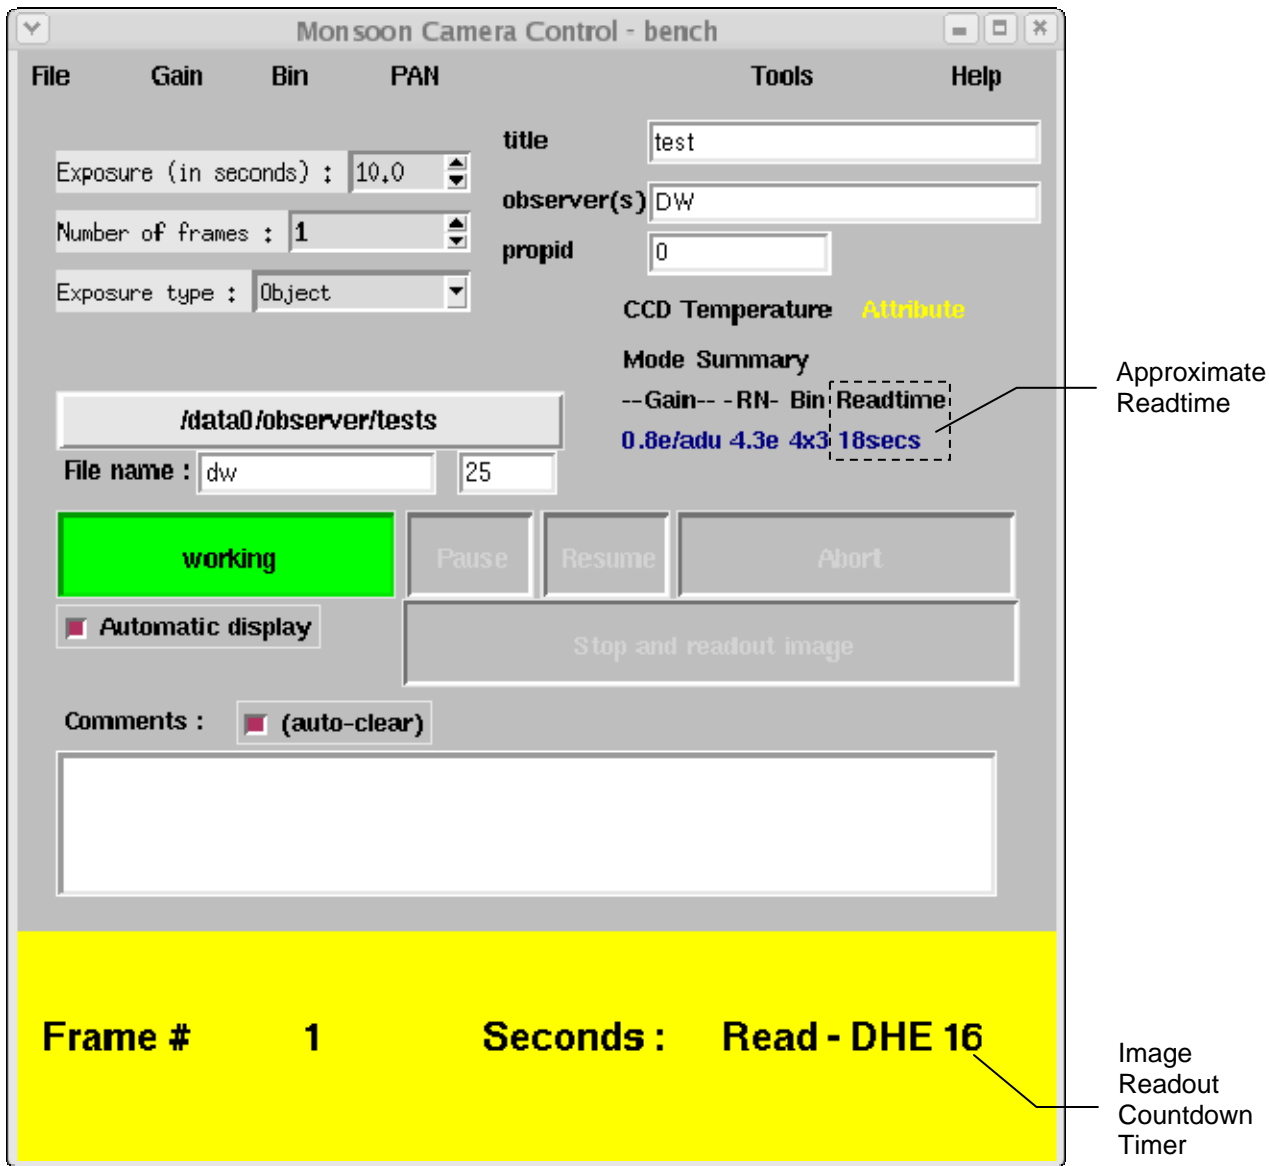 Monsoon Camera Control - bench
File Gain Bin PAN Tools Help
title test
Exposure (in seconds) : 10.0
observer(s) DW
Number of frames : 1
propid 0
Exposure type : Object
CCD Temperature Attribute
Mode Summary
--Gain-- -RN- Bin Readtime
0.8e/adu 4.3e 4x3 18secs
Approximate
Readtime
/data0/observer/tests
File name : dw 25
working Pause Resume Abort
Automatic display
Stop and readout image
Comments : (auto-clear)
Frame # 1 Seconds : Read - DHE 16
Image
Readout
Countdown
Timer